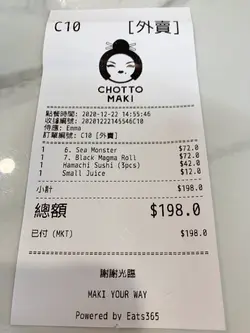 C10 [外賣]
CHOTTO
MAKI
點餐時間: 2020-12-22 14:55:46
收據編號: 20201222145546C10
侍應: Emma
訂單編號: C10 [外賣]
1 6. Sea Monster $72.0
1 7. Black Magma Roll $72.0
1 Hamachi Sushi (3pcs) $42.0
1 Small Juice $12.0
小計 $198.0
總額 $198.0
已付 (MKT) $198.0
謝謝光臨
MAKI YOUR WAY
Powered by Eats365